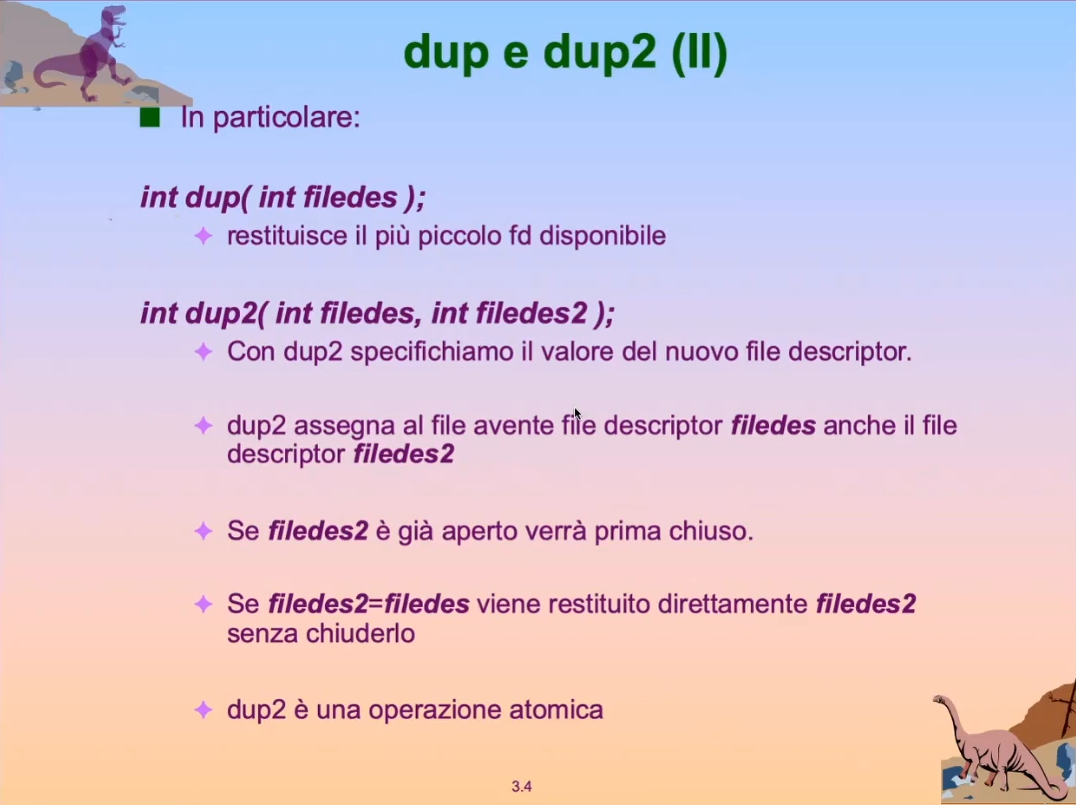 dup e dup2 (II)
In particolare:
int dup( int filedes );
restituisce il più piccolo fd disponibile
int dup2( int filedes, int filedes2 );
Con dup2 specifichiamo il valore del nuovo file descriptor.
dup2 assegna al file avente file descriptor filedes anche il file
descriptor filedes2
Se filedes2 è già aperto verrà prima chiuso.
Se filedes2=filedes viene restituito direttamente filedes2
senza chiuderlo
dup2 è una operazione atomica
3.4